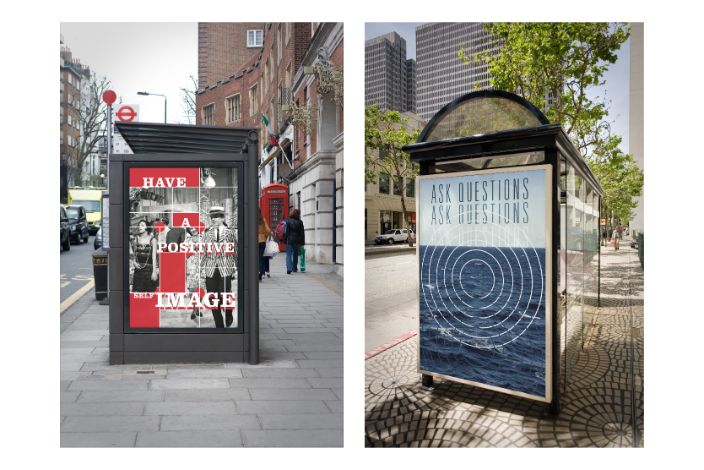 HAVE
A
POSITIVE
SELF IMAGE
ASK QUESTIONS
ASK QUESTIONS